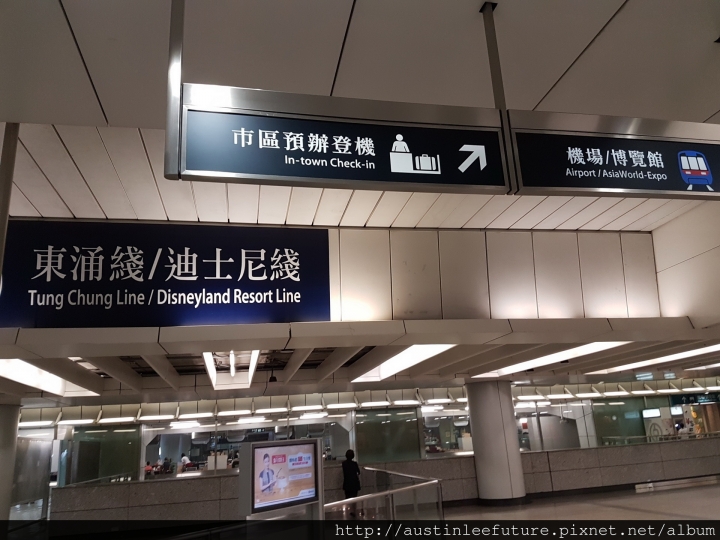 市區預辦登機
In-town Check-in
機場/博覽館
Airport / AsiaWorld-Expo
東涌綫/迪士尼綫
Tung Chung Line / Disneyland Resort Line
http://austinleefuture.pixnet.net/album